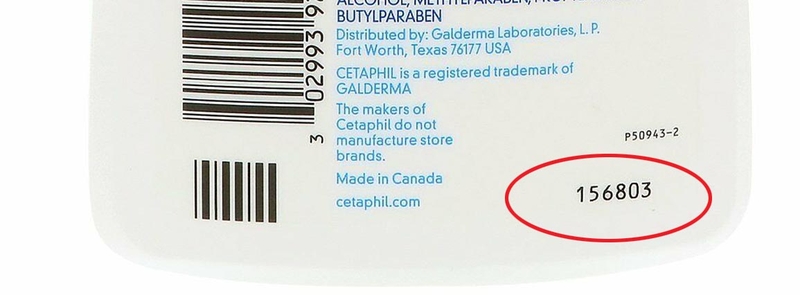 BUTYLPARABEN
Distributed by: Galderma Laboratories, L.P.
Fort Worth, Texas 76177 USA
CETAPHIL is a registered trademark of
GALDERMA
The makers of
Cetaphil do not
manufacture store
brands.
Made in Canada
cetaphil.com
3
P50943-2
156803